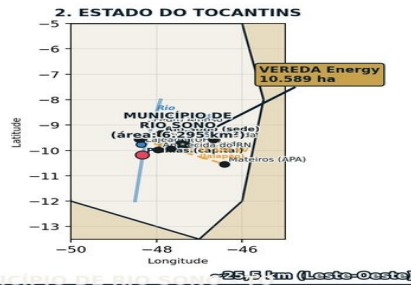 2. ESTADO DO TOCANTINS
−5
−6
−7
−8
−9
−10
−11
−12
−13
Latitude
VEREDA Energy
10.589 ha
Rio
MUNICÍPIO DE
RIO SONO
(sede)
(área: 6.295 km²)
(capital)
Mateiros (APA)
−50
−48
−46
Longitude
~25,5 km (Leste-Oeste)